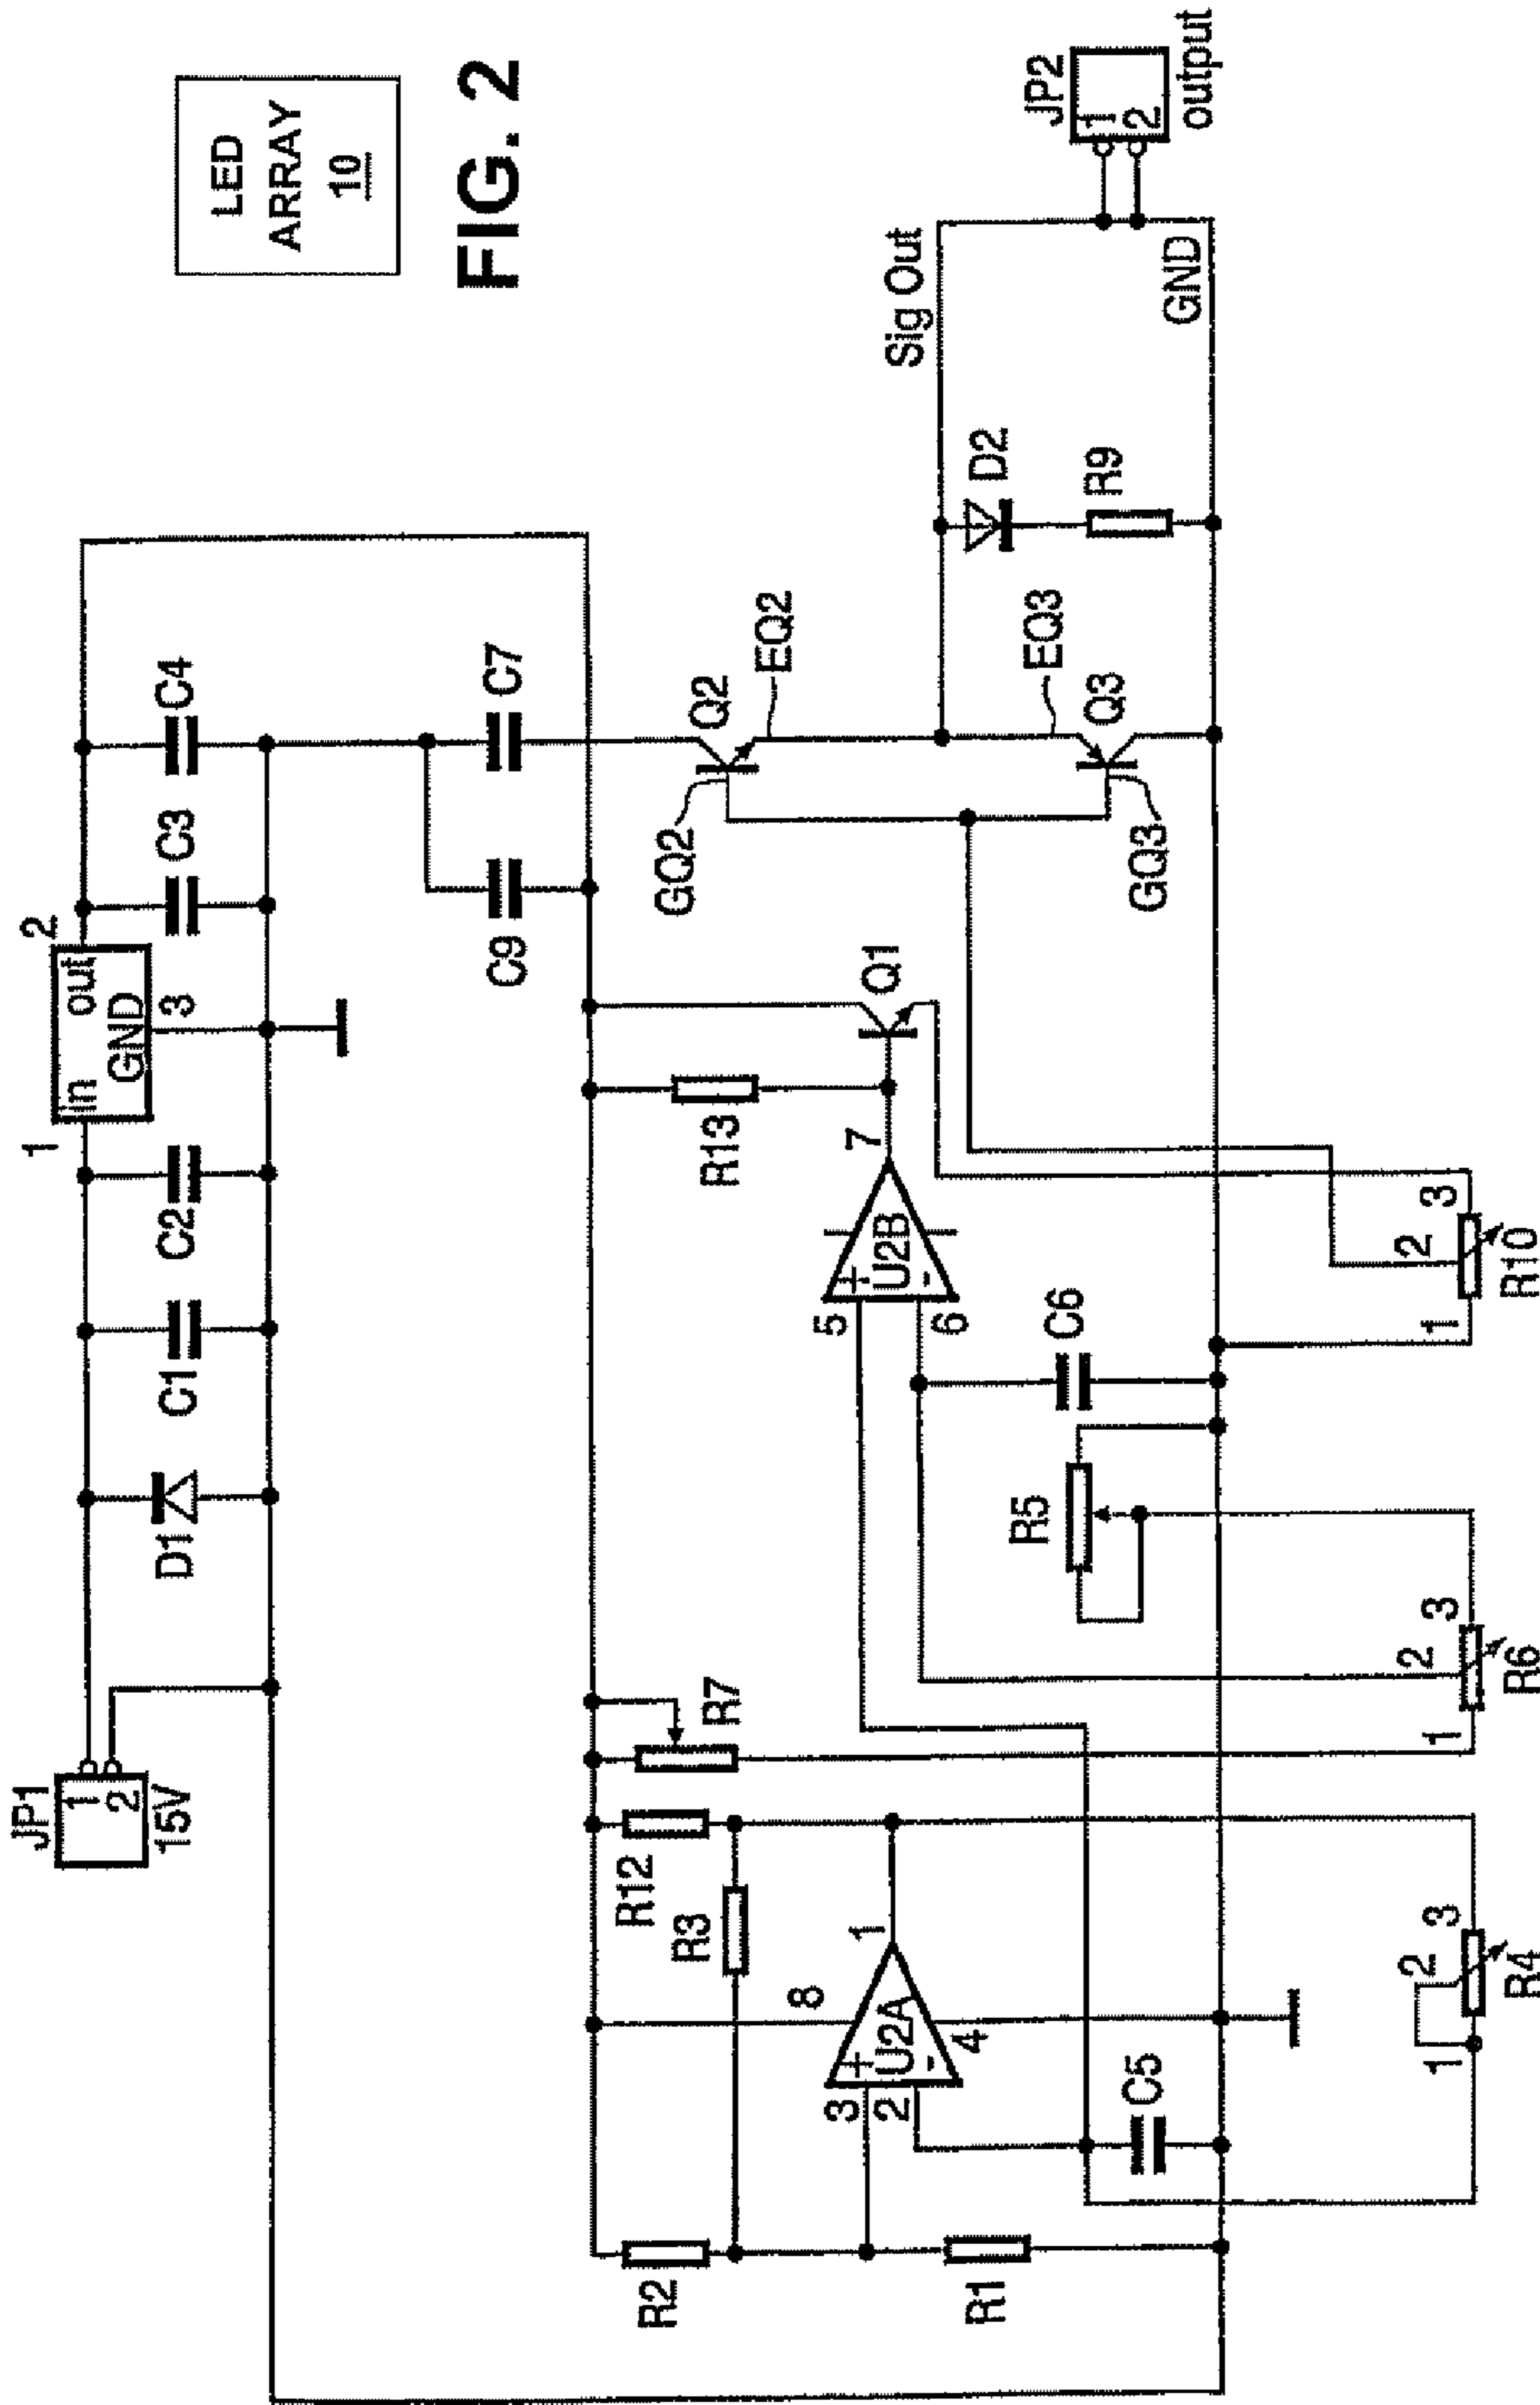 JP1
1
2
15V
D1
C1
C2
1
in
out
GND
2
3
C3
C4
LED
ARRAY
10
FIG. 2
C9
C7
R2
R12
R3
R7
R13
Q1
GQ2
Q2
EQ2
Sig Out
JP2
1
2
output
GND
D2
R9
EQ3
Q3
GQ3
3
2
+
-
U2A
8
4
1
5
6
+
-
U2B
7
R1
C5
R5
C6
1
2
3
R4
1
2
3
R6
1
2
3
R10